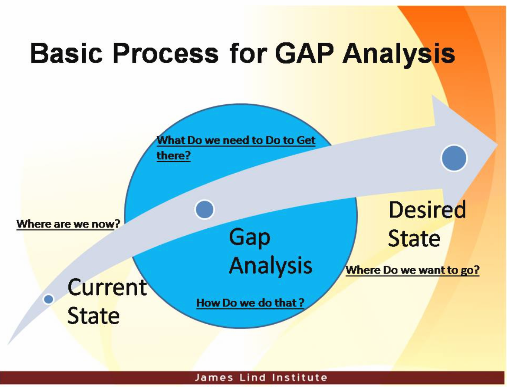 Basic Process for GAP Analysis
What Do we need to Do to Get
there?
Where are we now?
Desired
State
Gap
Analysis
Where Do we want to go?
Current
State
How Do we do that ?
James Lind Institute